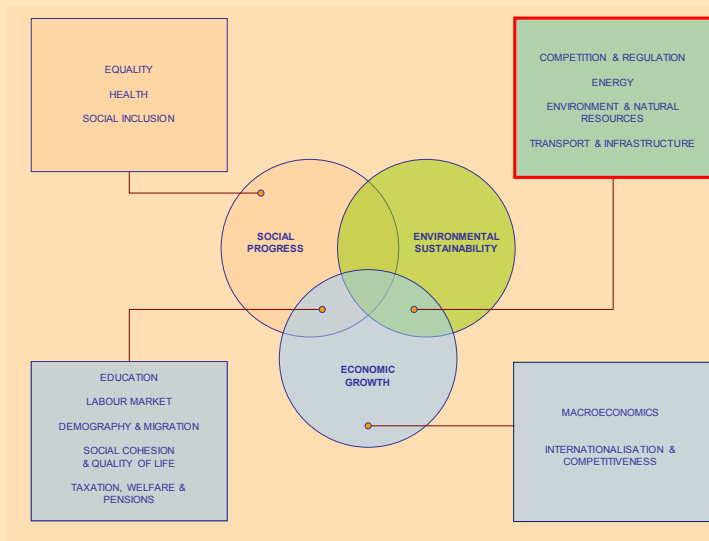 EQUALITY
HEALTH
SOCIAL INCLUSION
COMPETITION & REGULATION
ENERGY
ENVIRONMENT & NATURAL
RESOURCES
TRANSPORT & INFRASTRUCTURE
SOCIAL
PROGRESS
ENVIRONMENTAL
SUSTAINABILITY
ECONOMIC
GROWTH
EDUCATION
LABOUR MARKET
DEMOGRAPHY & MIGRATION
SOCIAL COHESION
& QUALITY OF LIFE
TAXATION, WELFARE &
PENSIONS
MACROECONOMICS
INTERNATIONALISATION &
COMPETITIVENESS